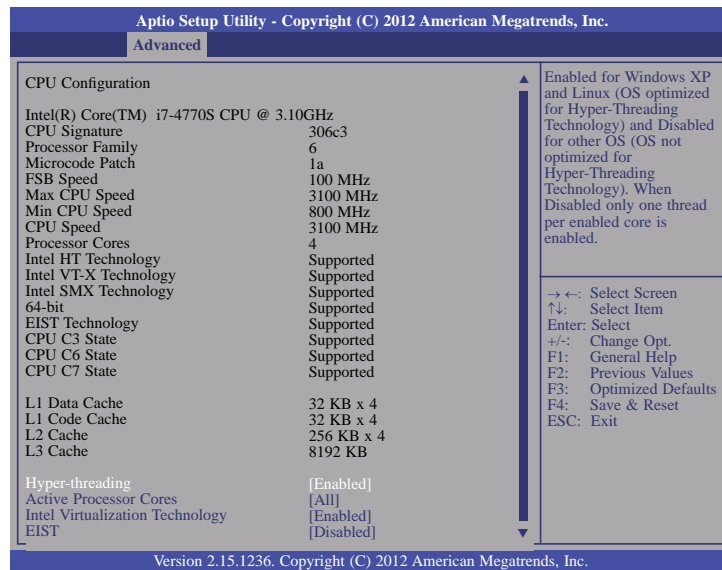 Aptio Setup Utility - Copyright (C) 2012 American Megatrends, Inc.
Advanced
CPU Configuration
Intel(R) Core(TM) i7-4770S CPU @ 3.10GHz
CPU Signature 306c3
Processor Family 6
Microcode Patch 1a
FSB Speed 100 MHz
Max CPU Speed 3100 MHz
Min CPU Speed 800 MHz
CPU Speed 3100 MHz
Processor Cores 4
Intel HT Technology Supported
Intel VT-X Technology Supported
Intel SMX Technology Supported
64-bit Supported
EIST Technology Supported
CPU C3 State Supported
CPU C6 State Supported
CPU C7 State Supported
L1 Data Cache 32 KB x 4
L1 Code Cache 32 KB x 4
L2 Cache 256 KB x 4
L3 Cache 8192 KB
Hyper-threading [Enabled]
Active Processor Cores [All]
Intel Virtualization Technology [Enabled]
EIST [Disabled]
Enabled for Windows XP
and Linux (OS optimized
for Hyper-Threading
Technology) and Disabled
for other OS (OS not
optimized for
Hyper-Threading
Technology). When
Disabled only one thread
per enabled core is
enabled.
→←: Select Screen
↑↓: Select Item
Enter: Select
+/-: Change Opt.
F1: General Help
F2: Previous Values
F3: Optimized Defaults
F4: Save & Reset
ESC: Exit
Version 2.15.1236. Copyright (C) 2012 American Megatrends, Inc.